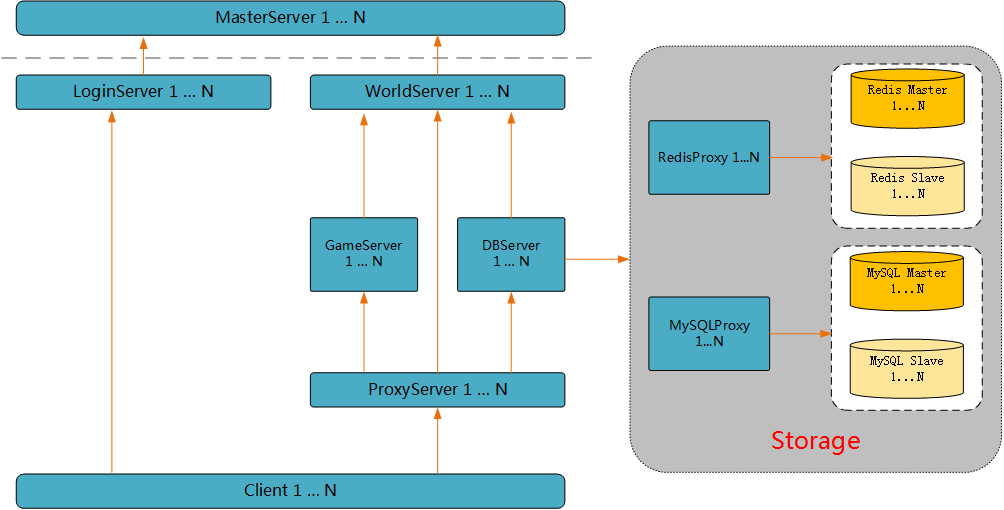 MasterServer 1 ... N
LoginServer 1 ... N
WorldServer 1 ... N
GameServer
1 ... N
DBServer
1 ... N
ProxyServer 1 ... N
Client 1 ... N
RedisProxy 1...N
Redis Master
1...N
Redis Slave
1...N
MySQLProxy
1...N
MySQL Master
1...N
MySQL Slave
1...N
Storage